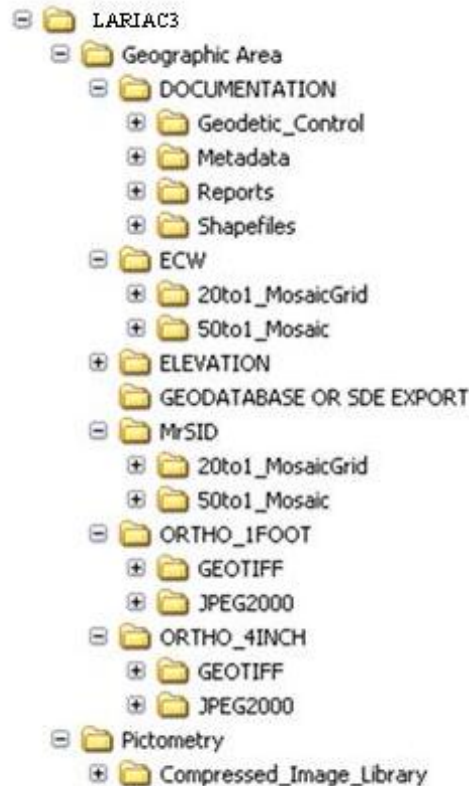 LARIAC3
Geographic Area
DOCUMENTATION
Geodetic_Control
Metadata
Reports
Shapefiles
ECW
20to1_MosaicGrid
50to1_Mosaic
ELEVATION
GEODATABASE OR SDE EXPORT
MrSID
20to1_MosaicGrid
50to1_Mosaic
ORTHO_1FOOT
GEOTIFF
JPEG2000
ORTHO_4INCH
GEOTIFF
JPEG2000
Pictometry
Compressed_Image_Library